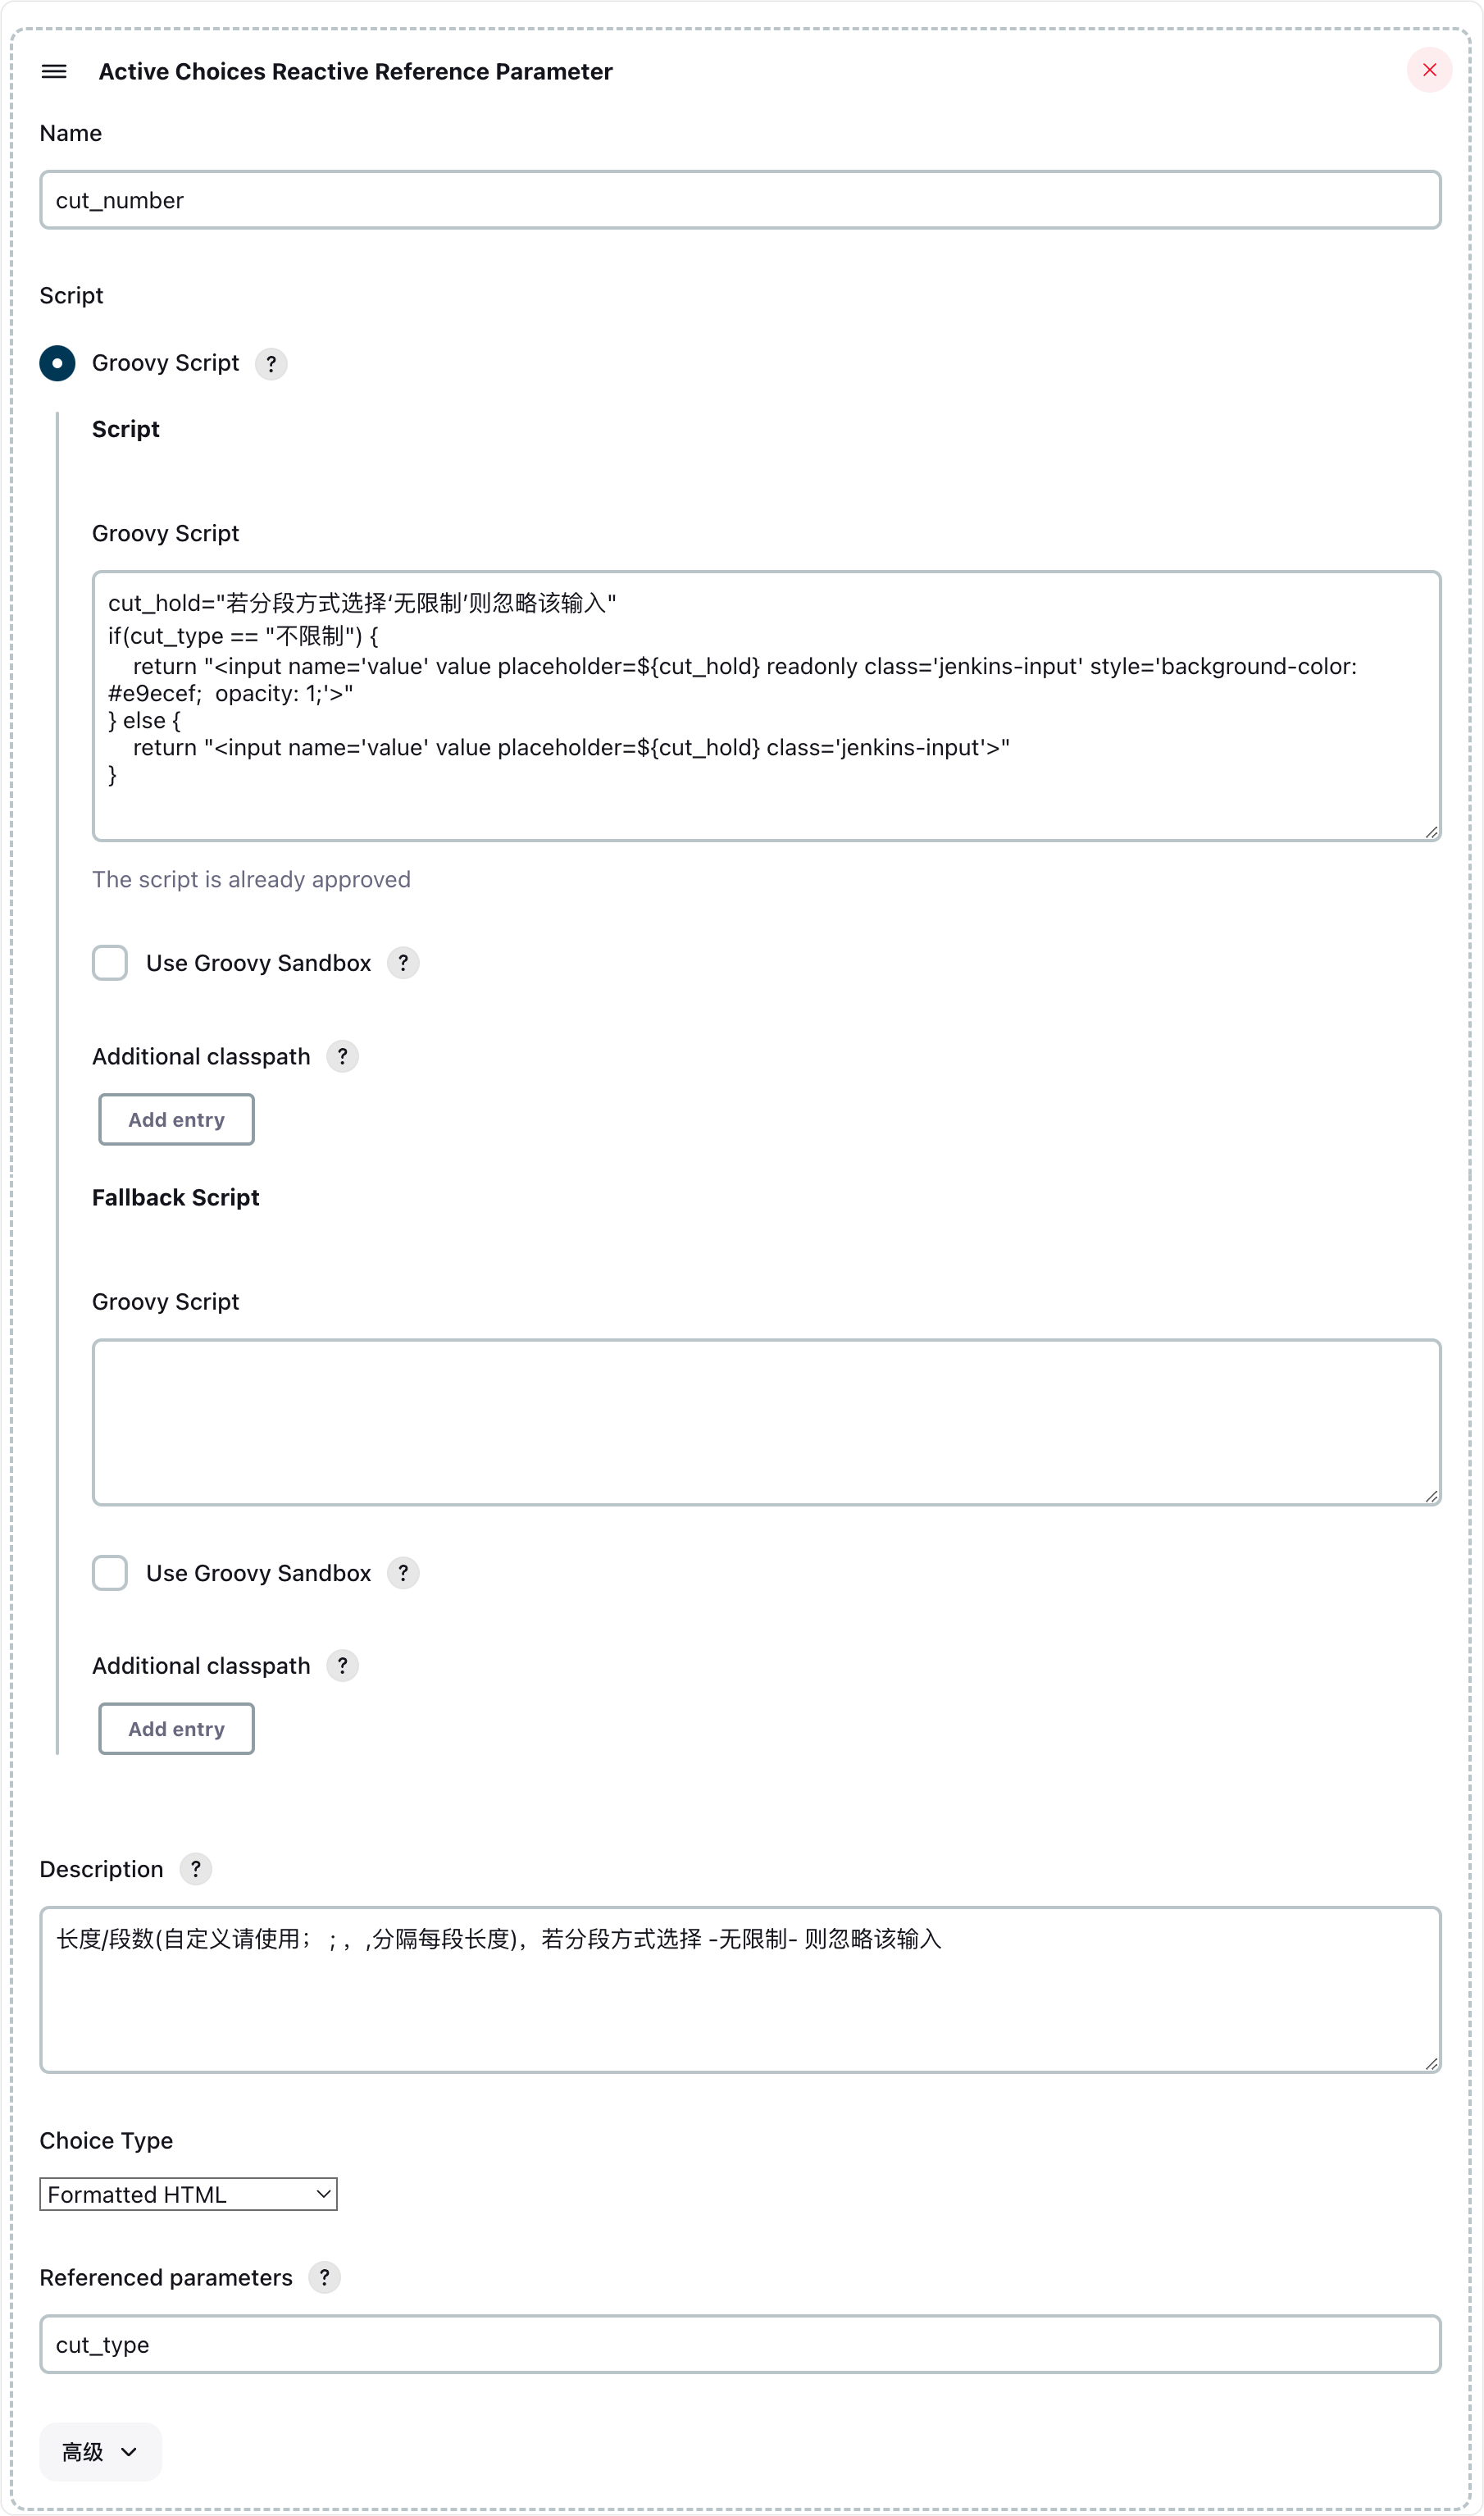 Active Choices Reactive Reference Parameter
Name
cut_number
Script
Groovy Script ?
Script
Groovy Script
cut_hold="若分段方式选择‘无限制’则忽略该输入"
if(cut_type == "不限制") {
    return "<input name='value' value placeholder=${cut_hold} readonly class='jenkins-input' style='background-color:
#e9ecef;  opacity: 1;'>"
} else {
    return "<input name='value' value placeholder=${cut_hold} class='jenkins-input'>"
}
The script is already approved
Use Groovy Sandbox ?
Additional classpath ?
Add entry
Fallback Script
Groovy Script
Use Groovy Sandbox ?
Additional classpath ?
Add entry
Description ?
长度/段数(自定义请使用； ;，,分隔每段长度)，若分段方式选择 -无限制- 则忽略该输入
Choice Type
Formatted HTML
Referenced parameters ?
cut_type
高级